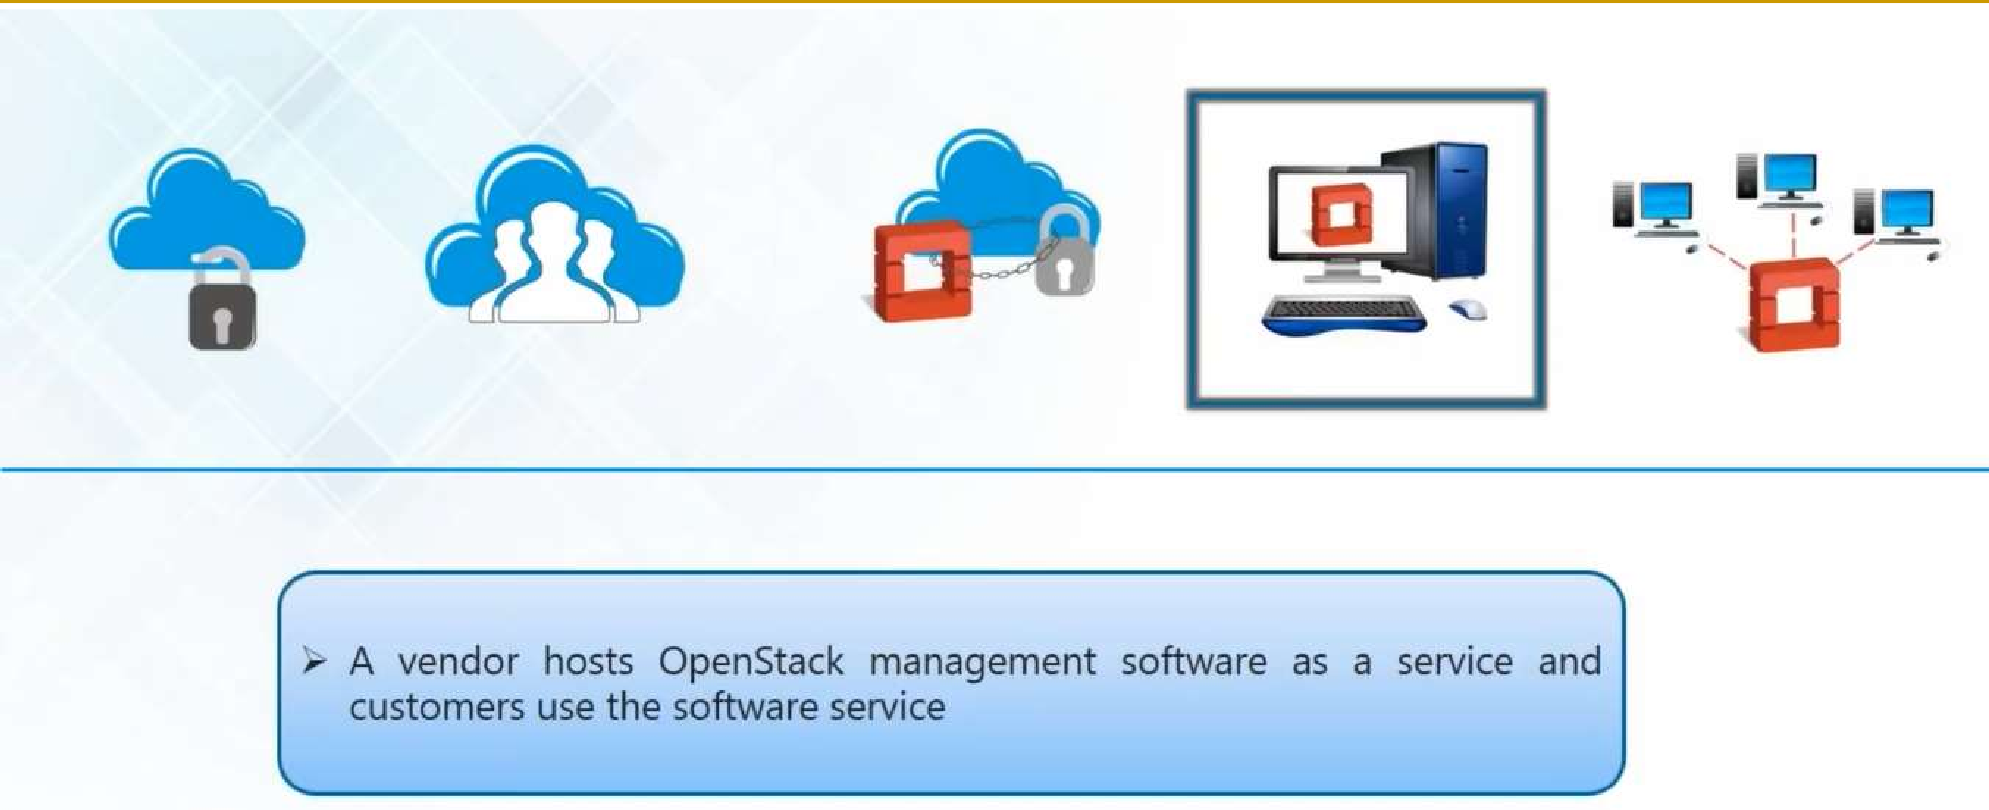 ➢ A vendor hosts OpenStack management software as a service and
customers use the software service